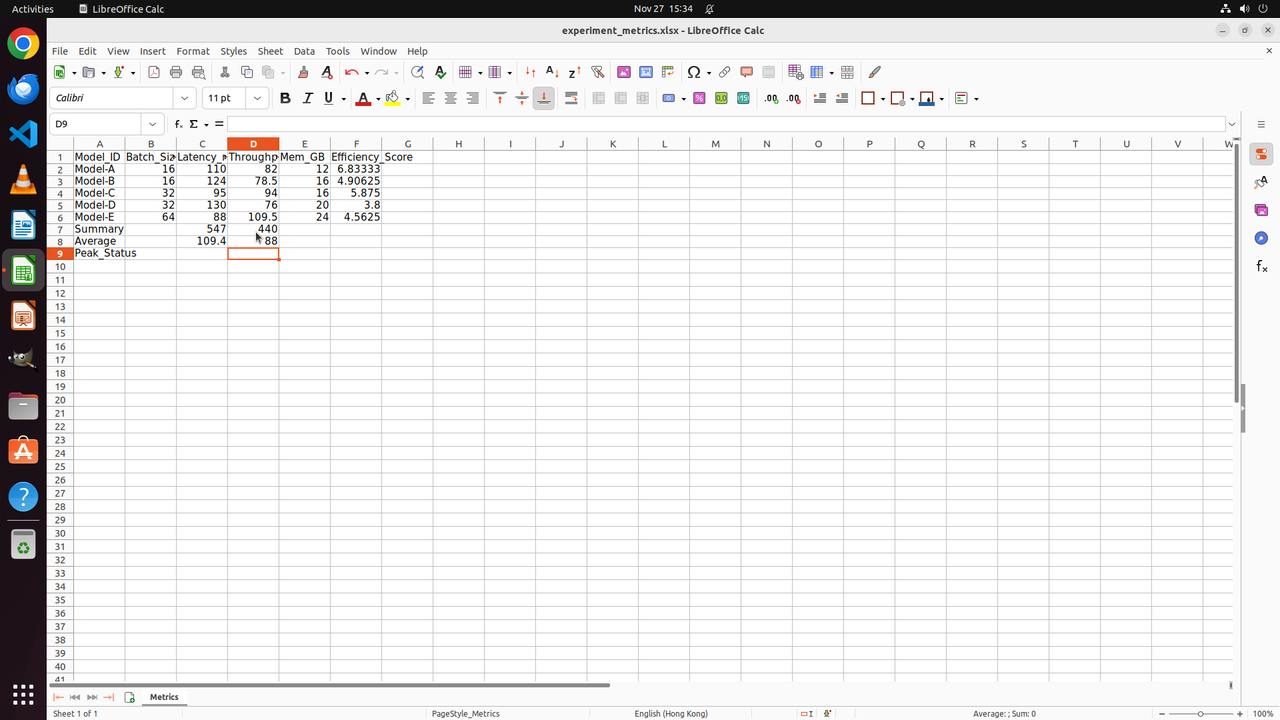 Activities LibreOffice Calc Nov 27 15:34
experiment_metrics.xlsx - LibreOffice Calc
File Edit View Insert Format Styles Sheet Data Tools Window Help
Calibri 11 pt
D9
A B C D E F G H I J K L M N O P Q R S T U V W
1 Model_ID Batch_Siz Latency_m Throughp Mem_GB Efficiency_Score
2 Model-A 16 110 82 12 6.83333
3 Model-B 16 124 78.5 16 4.90625
4 Model-C 32 95 94 16 5.875
5 Model-D 32 130 76 20 3.8
6 Model-E 64 88 109.5 24 4.5625
7 Summary 547 440
8 Average 109.4 88
9 Peak_Status
10
11
12
13
14
15
16
17
18
19
20
21
22
23
24
25
26
27
28
29
30
31
32
33
34
35
36
37
38
39
40
41
Metrics
Sheet 1 of 1 PageStyle_Metrics English (Hong Kong) Average: ; Sum: 0 100%